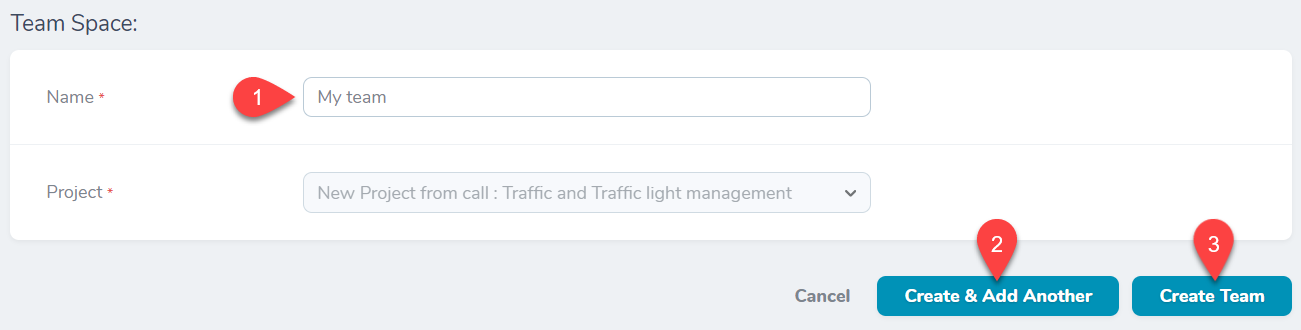 Team Space:
Name * 1 My team
Project * New Project from call : Traffic and Traffic light management
2 3
Cancel Create & Add Another Create Team